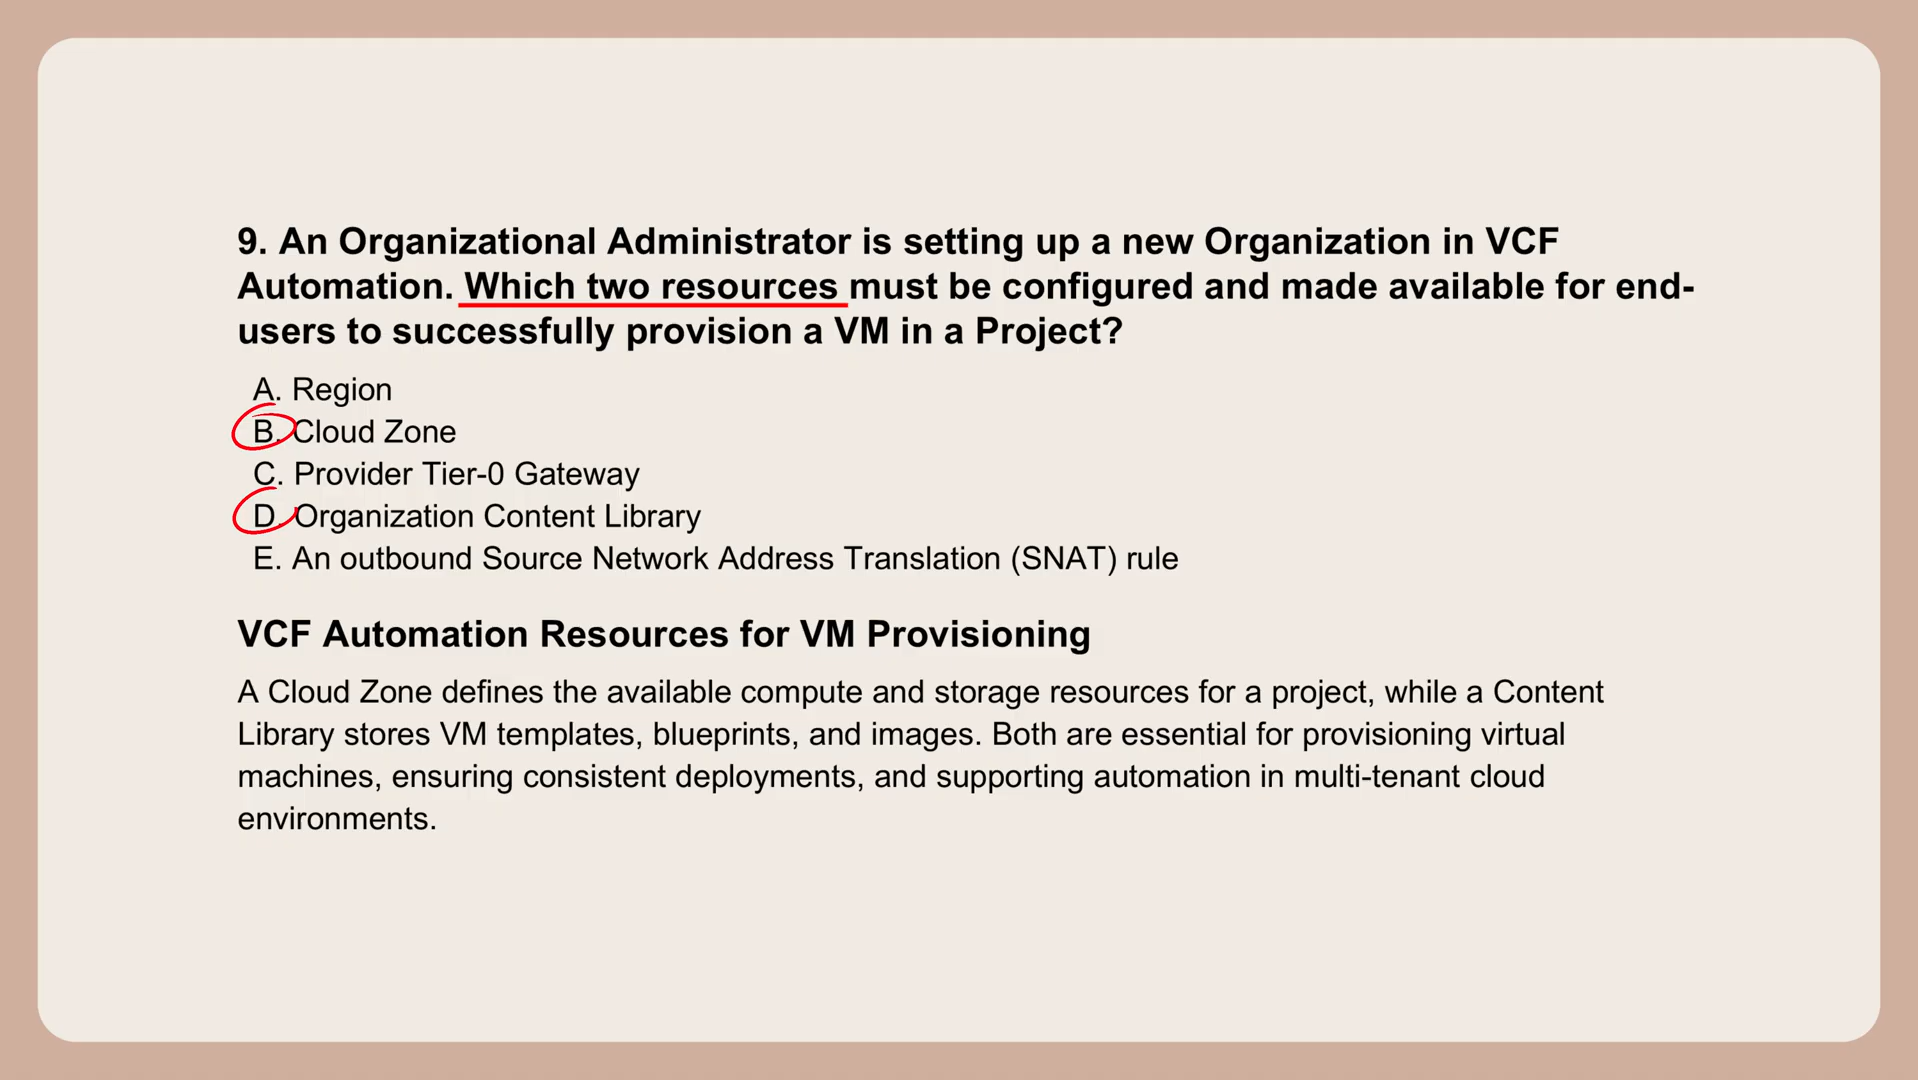 9. An Organizational Administrator is setting up a new Organization in VCF
Automation. Which two resources must be configured and made available for end-
users to successfully provision a VM in a Project?
A. Region
B. Cloud Zone
C. Provider Tier-0 Gateway
D. Organization Content Library
E. An outbound Source Network Address Translation (SNAT) rule
VCF Automation Resources for VM Provisioning
A Cloud Zone defines the available compute and storage resources for a project, while a Content
Library stores VM templates, blueprints, and images. Both are essential for provisioning virtual
machines, ensuring consistent deployments, and supporting automation in multi-tenant cloud
environments.